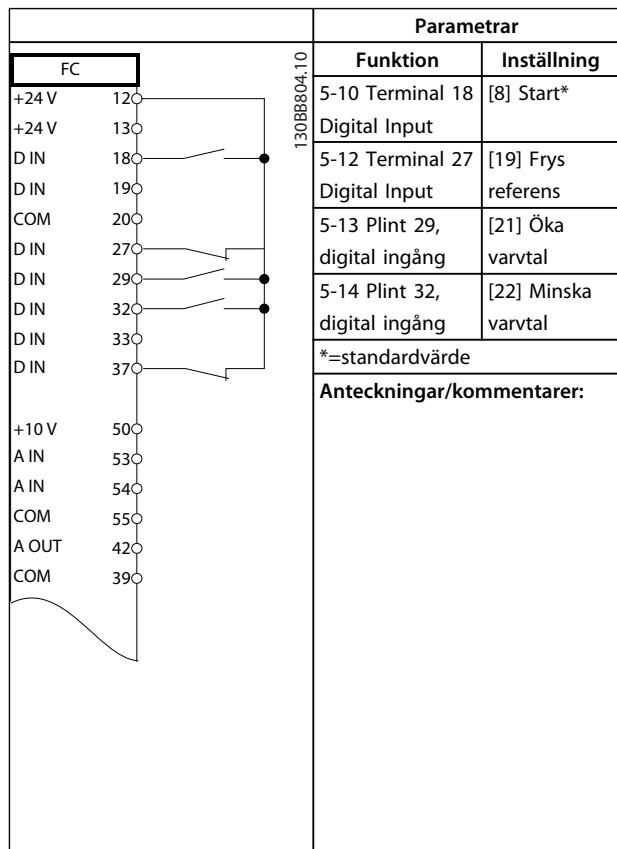 FC
+24 V 12
+24 V 13
D IN 18
D IN 19
COM 20
D IN 27
D IN 29
D IN 32
D IN 33
D IN 37
+10 V 50
A IN 53
A IN 54
COM 55
A OUT 42
COM 39
130BB804.10
Parametrar
Funktion Inställning
5-10 Terminal 18 [8] Start*
Digital Input
5-12 Terminal 27 [19] Frys
Digital Input referens
5-13 Plint 29, [21] Öka
digital ingång varvtal
5-14 Plint 32, [22] Minska
digital ingång varvtal
*=standardvärde
Anteckningar/kommentarer: